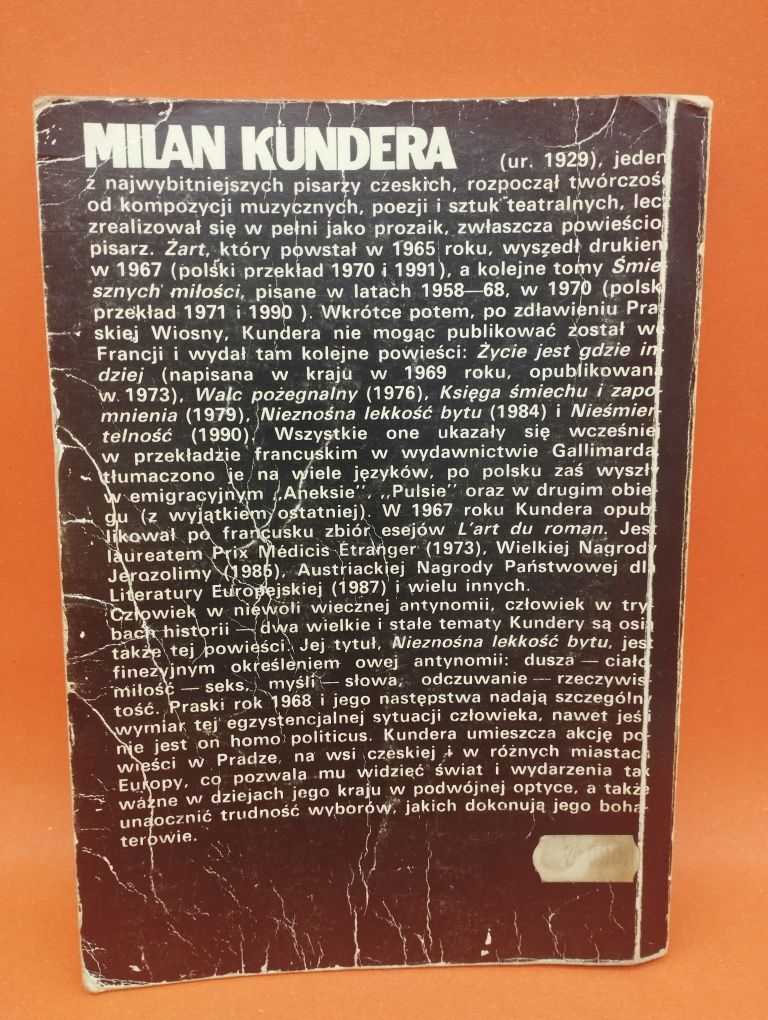 MILAN KUNDERA (ur. 1929), jeden
z najwybitniejszych pisarzy czeskich, rozpoczął twórczość
od kompozycji muzycznych, poezji i sztuk teatralnych, lecz
zrealizował się w pełni jako prozaik, zwłaszcza powieścio-
pisarz. Żart, który powstał w 1965 roku, wyszedł drukiem
w 1967 (polski przekład 1970 i 1991), a kolejne tomy Śmie-
sznych miłości, pisane w latach 1958—68, w 1970 (polski
przekład 1971 i 1990 ). Wkrótce potem, po zdławieniu Pra-
skiej Wiosny, Kundera nie mogąc publikować został we
Francji i wydał tam kolejne powieści: Życie jest gdzie in-
dziej (napisana w kraju w 1969 roku, opublikowana
w 1973), Walc pożegnalny (1976), Księga śmiechu i zapo-
mnienia (1979), Nieznośna lekkość bytu (1984) i Nieśmier-
telność (1990). Wszystkie one ukazały się wcześniej
w przekładzie francuskim w wydawnictwie Gallimarda,
tłumaczono je na wiele języków, po polsku zaś wyszły
w emigracyjnym „Aneksie", „Pulsie" oraz w drugim obie-
gu (z wyjątkiem ostatniej). W 1967 roku Kundera opub-
likował po francusku zbiór esejów L'art du roman. Jest
laureatem Prix Médicis Etranger (1973), Wielkiej Nagrody
Jerozolimy (1985), Austriackiej Nagrody Państwowej dla
Literatury Europejskiej (1987) i wielu innych.
Człowiek w niewoli wiecznej antynomii, człowiek w try-
bach historii — dwa wielkie i stałe tematy Kundery są osią
także tej powieści. Jej tytuł, Nieznośna lekkość bytu, jest
finezyjnym określeniem owej antynomii: dusza — ciało,
miłość — seks, myśli — słowa, odczuwanie — rzeczywis-
tość. Praski rok 1968 i jego następstwa nadają szczególny
wymiar tej egzystencjalnej sytuacji człowieka, nawet jeśli
nie jest on homo politicus. Kundera umieszcza akcję po-
wieści w Pradze, na wsi czeskiej i w różnych miastach
Europy, co pozwala mu widzieć świat i wydarzenia tak
ważne w dziejach jego kraju w podwójnej optyce, a także
unaocznić trudność wyborów, jakich dokonują jego boha-
terowie.